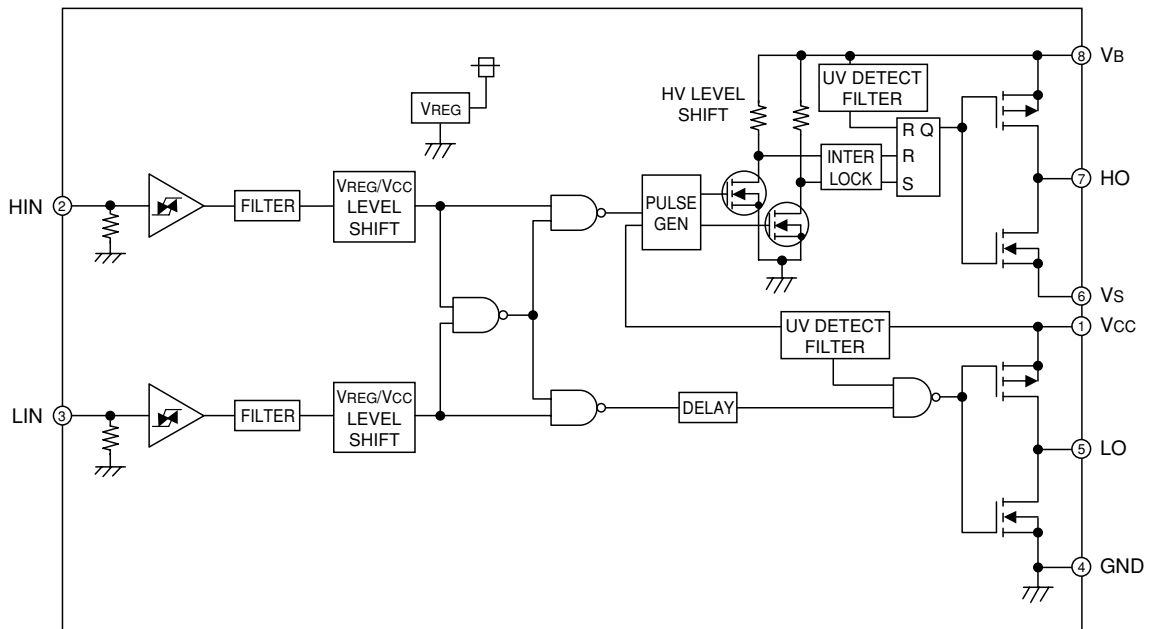 8
VB
UV DETECT
FILTER
HV LEVEL
SHIFT
VREG
R Q
R
S
INTER
LOCK
7
HO
HIN
2
FILTER
VREG/VCC
LEVEL
SHIFT
PULSE
GEN
6
VS
1
VCC
UV DETECT
FILTER
LIN
3
FILTER
VREG/VCC
LEVEL
SHIFT
DELAY
5
LO
4
GND